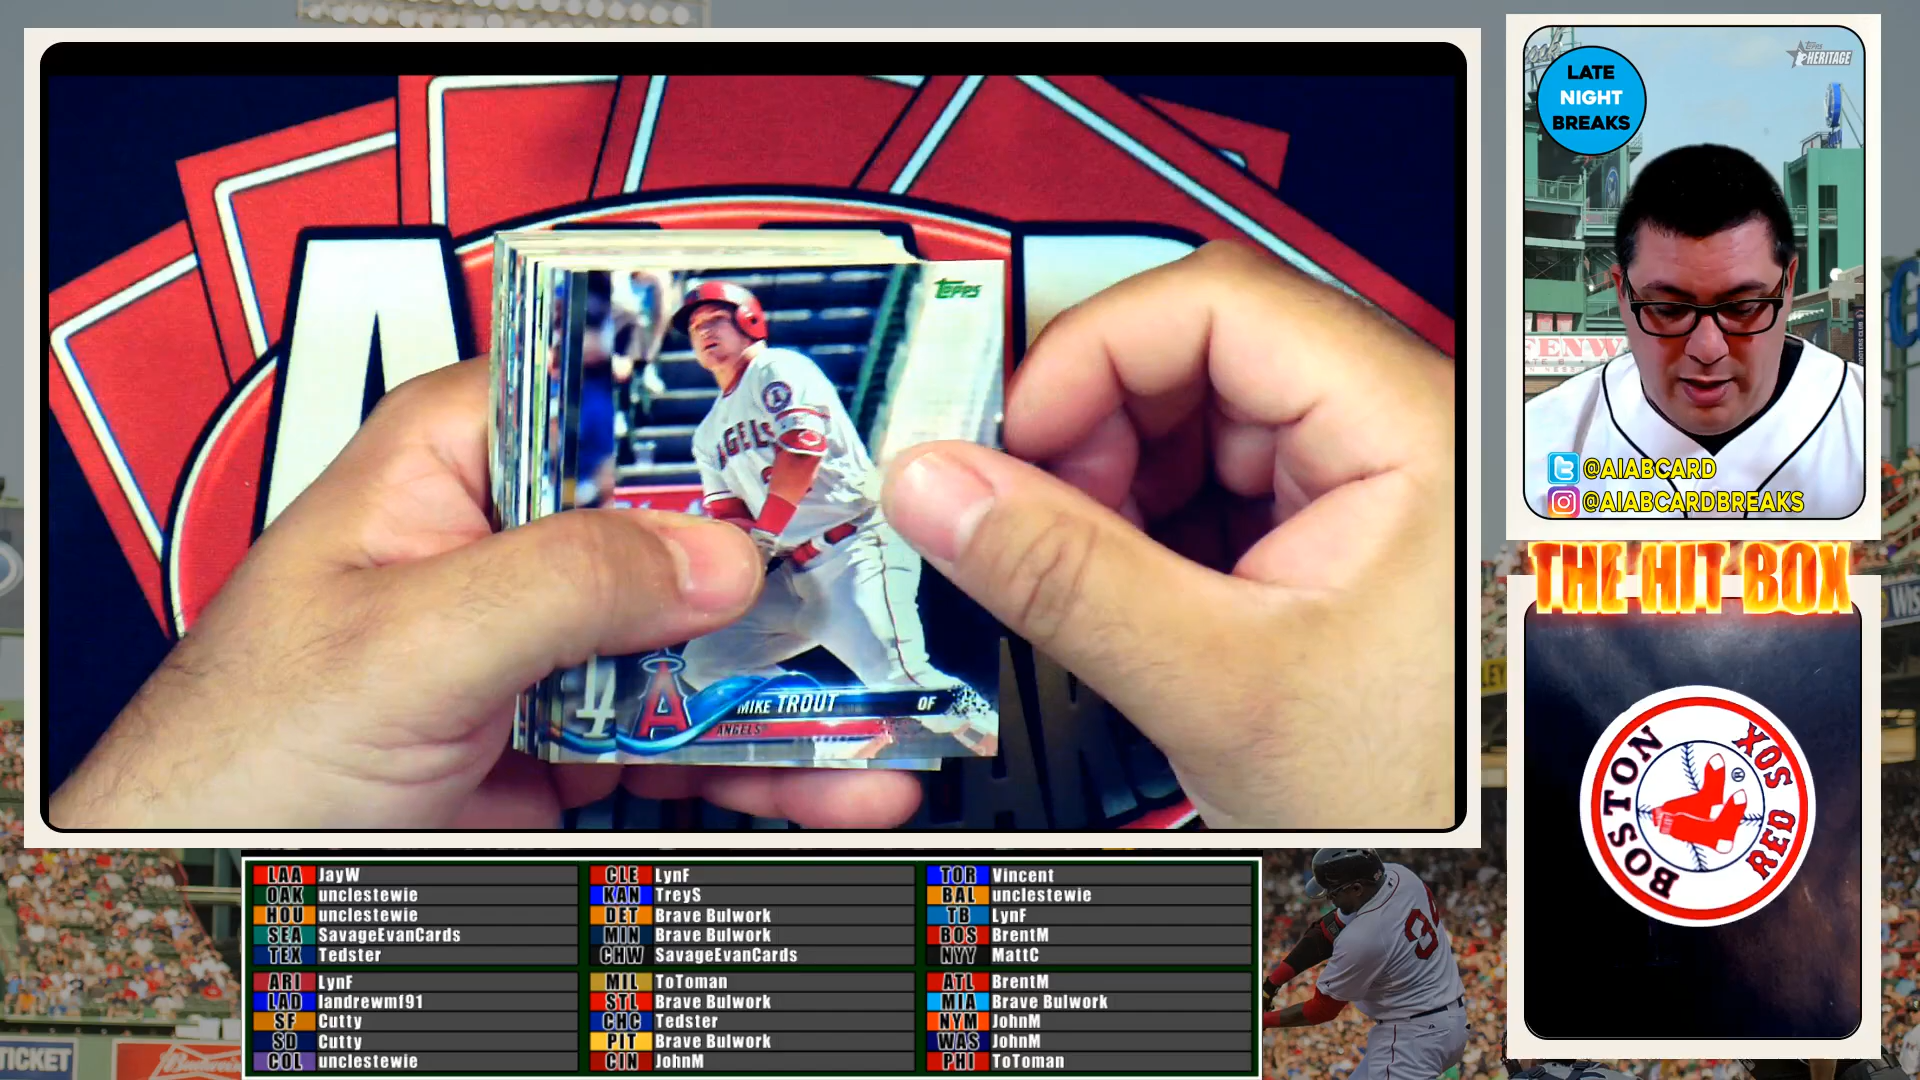 TOPPS
MIKE TROUT OF
ANGELS
LATE
NIGHT
BREAKS
Topps
HERITAGE
@AIABCARD
@AIABCARDBREAKS
THE HIT BOX
BOSTON
RED SOX
LAA JayW
OAK unclestewie
HOU unclestewie
SEA SavageEvanCards
TEX Tedster
ARI LynF
LAD landrewmf91
SF Cutty
SD Cutty
COL unclestewie
CLE LynF
KAN TreyS
DET Brave Bulwork
MIN Brave Bulwork
CHW SavageEvanCards
MIL ToToman
STL Brave Bulwork
CHC Tedster
PIT Brave Bulwork
CIN JohnM
TOR Vincent
BAL unclestewie
TB LynF
BOS BrentM
NYY MattC
ATL BrentM
MIA Brave Bulwork
NYM JohnM
WAS JohnM
PHI ToToman
TICKET